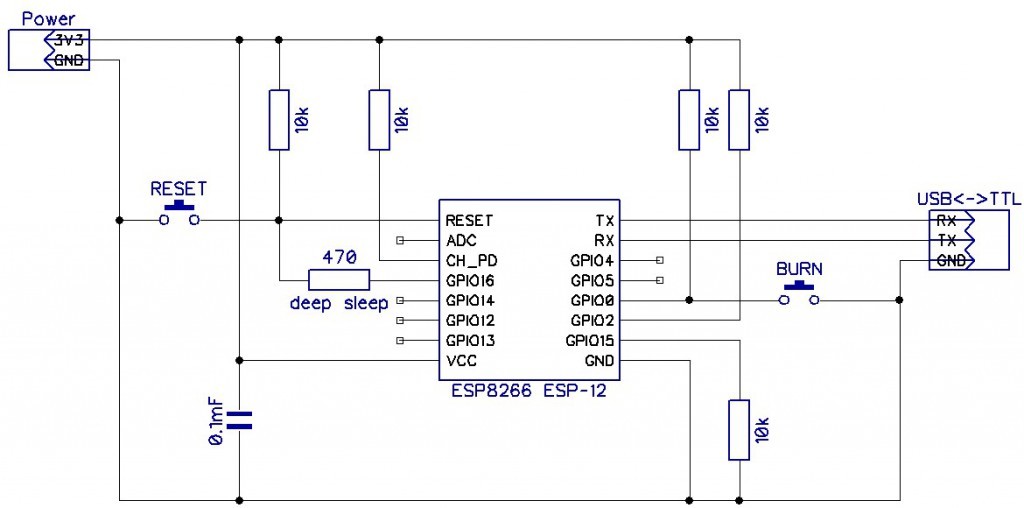 Power
3V3
GND
10k
10k
10k
10k
RESET
USB<->TTL
RESET
TX
RX
ADC
RX
TX
470
CH_PD
GPIO4
GND
BURN
deep sleep
GPIO16
GPIO5
GPIO14
GPIO0
GPIO12
GPIO2
GPIO13
GPIO15
VCC
GND
ESP8266 ESP-12
0.1mF
10k